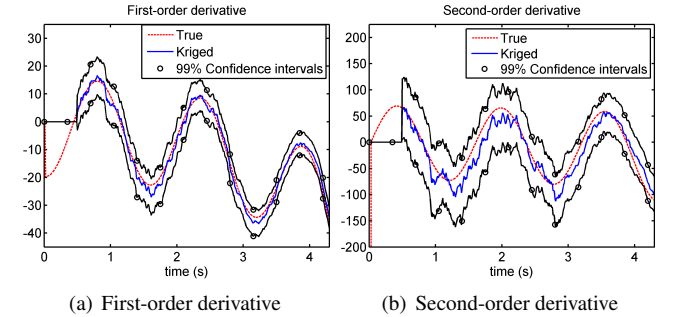 First-order derivative
True
Kriged
99% Confidence intervals
30
20
10
0
-10
-20
-30
-40
0
1
2
3
4
time (s)
(a) First-order derivative
Second-order derivative
True
Kriged
99% Confidence intervals
200
150
100
50
0
-50
-100
-150
-200
0
1
2
3
4
time (s)
(b) Second-order derivative